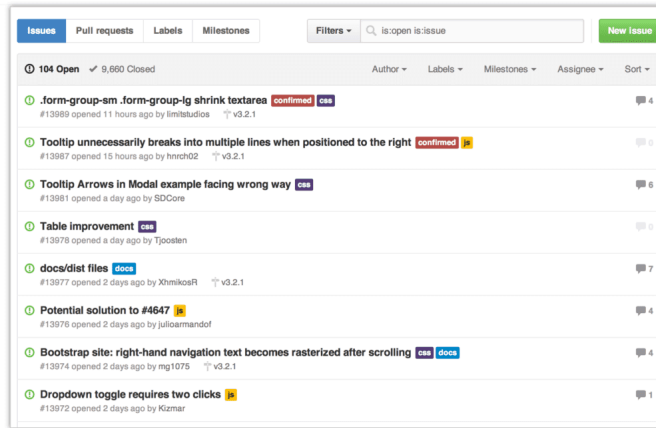 Issues Pull requests Labels Milestones Filters is:open is:issue New Issue
104 Open 9,660 Closed Author Labels Milestones Assignee Sort
.form-group-sm .form-group-lg shrink textarea confirmed css 4
#13989 opened 11 hours ago by limitstudios v3.2.1
Tooltip unnecessarily breaks into multiple lines when positioned to the right confirmed js 0
#13987 opened 15 hours ago by hnrch02 v3.2.1
Tooltip Arrows in Modal example facing wrong way css 6
#13981 opened a day ago by SDCore
Table improvement css 0
#13978 opened a day ago by Tjoosten
docs/dist files docs 7
#13977 opened 2 days ago by XhmikosR v3.2.1
Potential solution to #4647 js 4
#13976 opened 2 days ago by julioarmandof
Bootstrap site: right-hand navigation text becomes rasterized after scrolling css docs 4
#13974 opened 2 days ago by mg1075 v3.2.1
Dropdown toggle requires two clicks js 1
#13972 opened 2 days ago by Kizmar